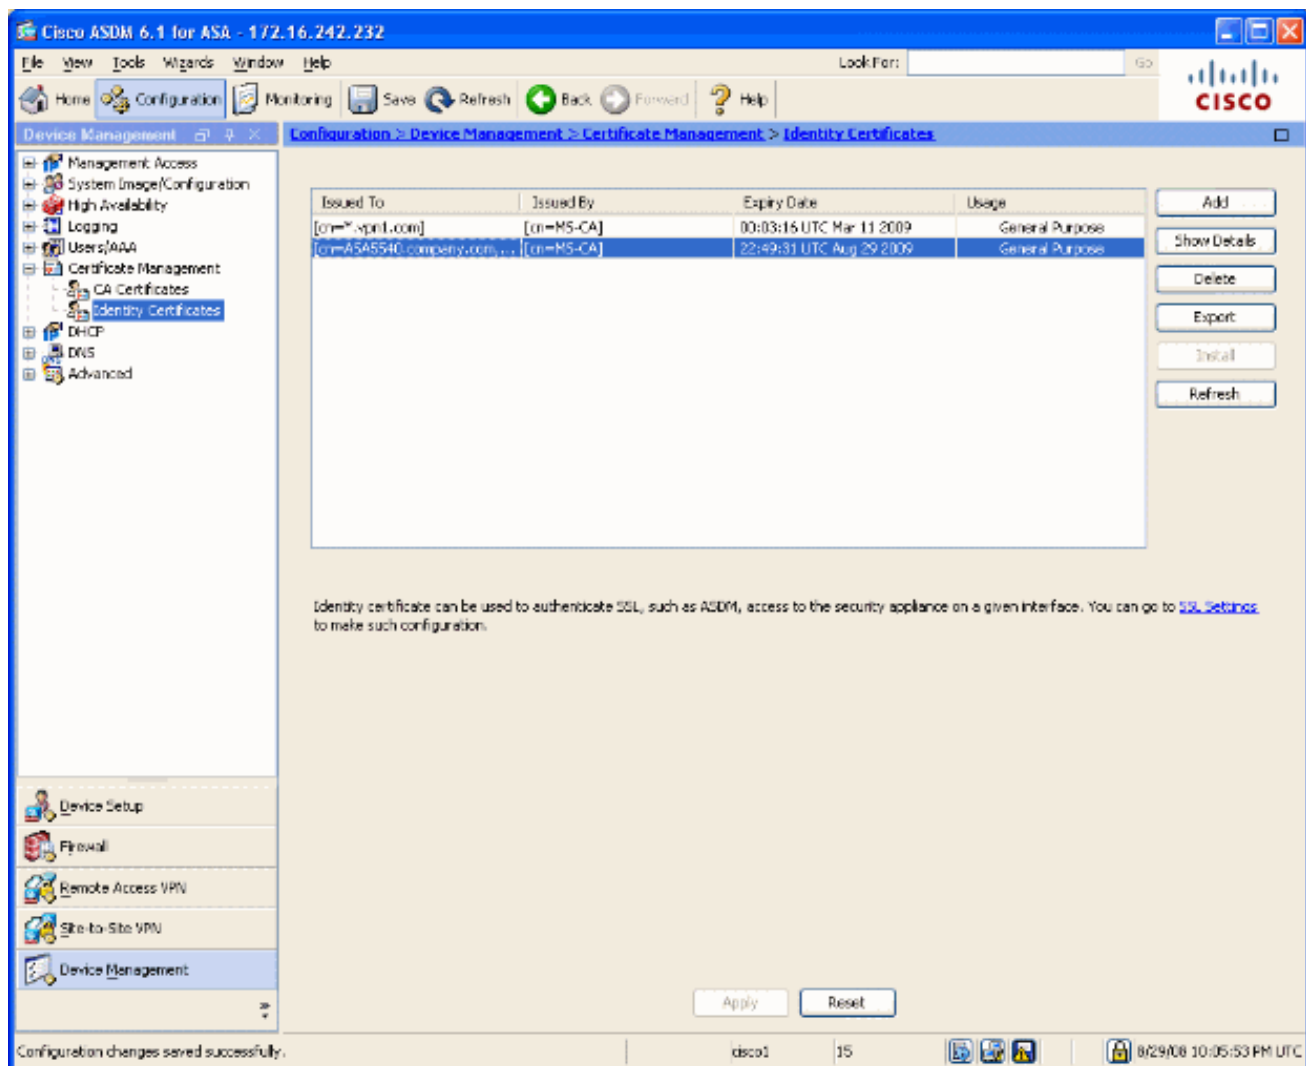 Cisco ASDM 6.1 for ASA - 172.16.242.232
File View Tools Wizards Window Help Look For: Go
Home Configuration Monitoring Save Refresh Back Forward Help
CISCO
Device Management
Configuration > Device Management > Certificate Management > Identity Certificates
Management Access
System Image/Configuration
High Availability
Logging
Users/AAA
Certificate Management
CA Certificates
Identity Certificates
DHCP
DNS
Advanced
Issued To Issued By Expiry Date Usage
[cn=*.vpn1.com] [cn=MS-CA] 00:03:16 UTC Mar 11 2009 General Purpose
[cn=ASA5540.company.com,... [cn=MS-CA] 22:49:31 UTC Aug 29 2009 General Purpose
Add
Show Details
Delete
Export
Install
Refresh
Identity certificate can be used to authenticate SSL, such as ASDM, access to the security appliance on a given interface. You can go to SSL Settings
to make such configuration.
Device Setup
Firewall
Remote Access VPN
Site-to-Site VPN
Device Management
Apply Reset
Configuration changes saved successfully. cisco1 15 8/29/08 10:05:53 PM UTC